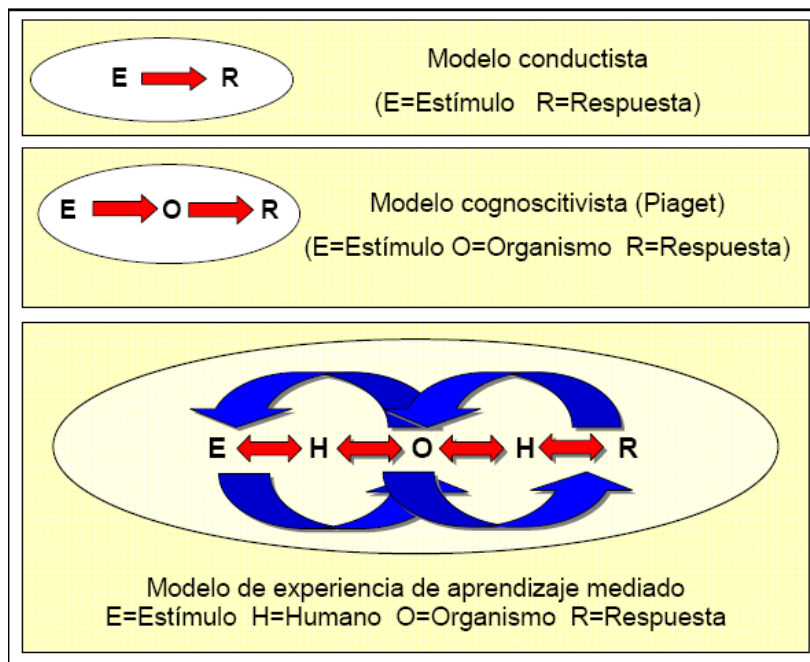 E R
Modelo conductista
(E=Estímulo R=Respuesta)
E O R
Modelo cognoscitivista (Piaget)
(E=Estímulo O=Organismo R=Respuesta)
E H O H R
Modelo de experiencia de aprendizaje mediado
E=Estímulo H=Humano O=Organismo R=Respuesta